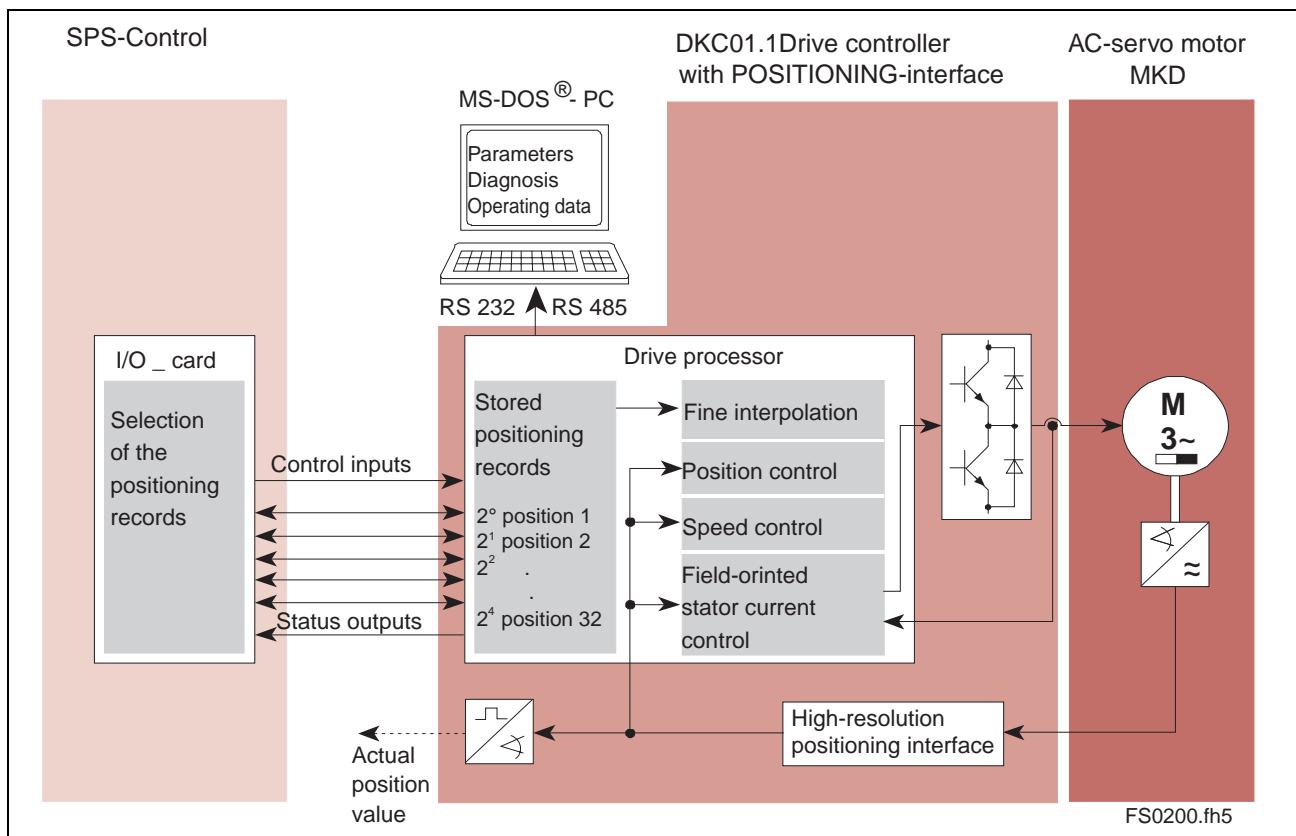 SPS-Control
DKC01.1Drive controller
with POSITIONING-interface
AC-servo motor
MKD
MS-DOS ®- PC
Parameters
Diagnosis
Operating data
RS 232
RS 485
I/O _ card
Selection
of the
positioning
records
Control inputs
Status outputs
Drive processor
Stored
positioning
records
2° position 1
2¹ position 2
2² .
.
2⁴ position 32
Fine interpolation
Position control
Speed control
Field-orinted
stator current
control
M
3~
≈
High-resolution
positioning interface
Actual
position
value
FS0200.fh5